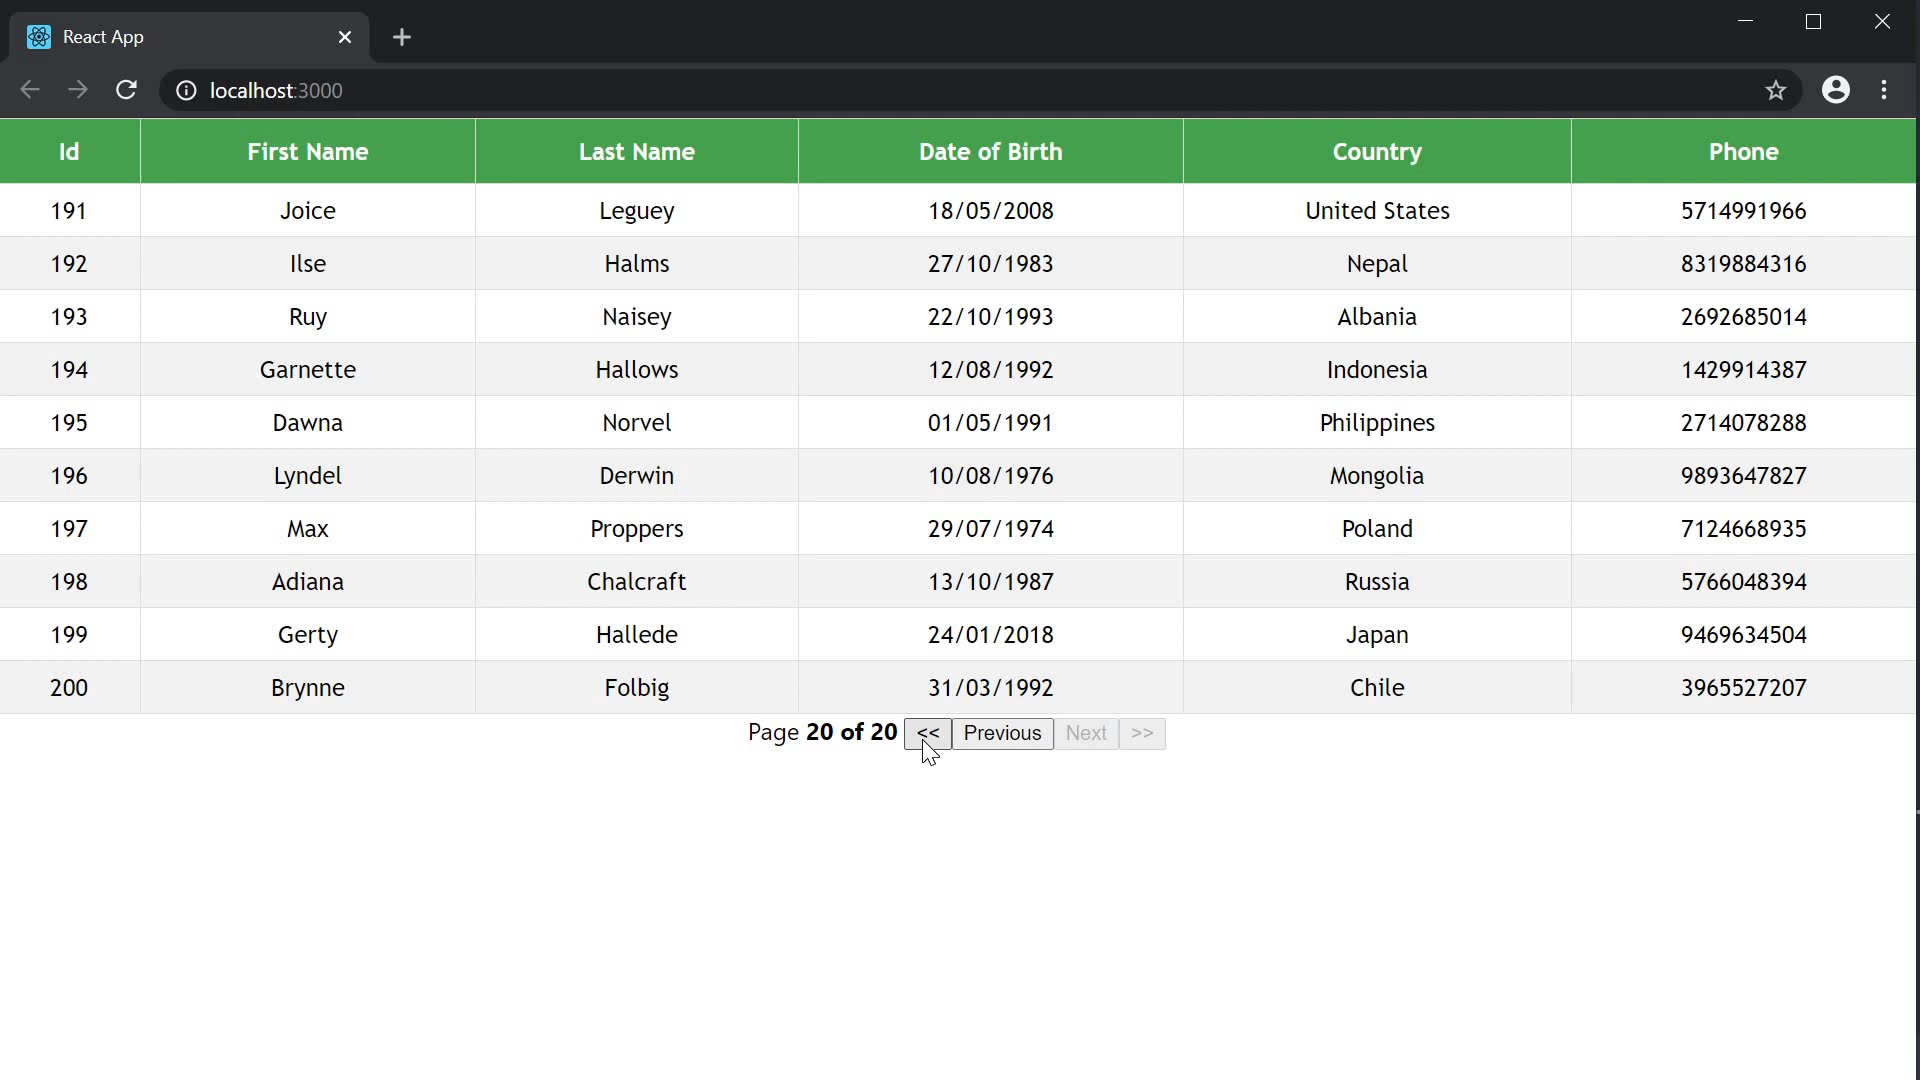 React App
localhost:3000
Id First Name Last Name Date of Birth Country Phone
191 Joice Leguey 18/05/2008 United States 5714991966
192 Ilse Halms 27/10/1983 Nepal 8319884316
193 Ruy Naisey 22/10/1993 Albania 2692685014
194 Garnette Hallows 12/08/1992 Indonesia 1429914387
195 Dawna Norvel 01/05/1991 Philippines 2714078288
196 Lyndel Derwin 10/08/1976 Mongolia 9893647827
197 Max Proppers 29/07/1974 Poland 7124668935
198 Adiana Chalcraft 13/10/1987 Russia 5766048394
199 Gerty Hallede 24/01/2018 Japan 9469634504
200 Brynne Folbig 31/03/1992 Chile 3965527207
Page 20 of 20 << Previous Next >>